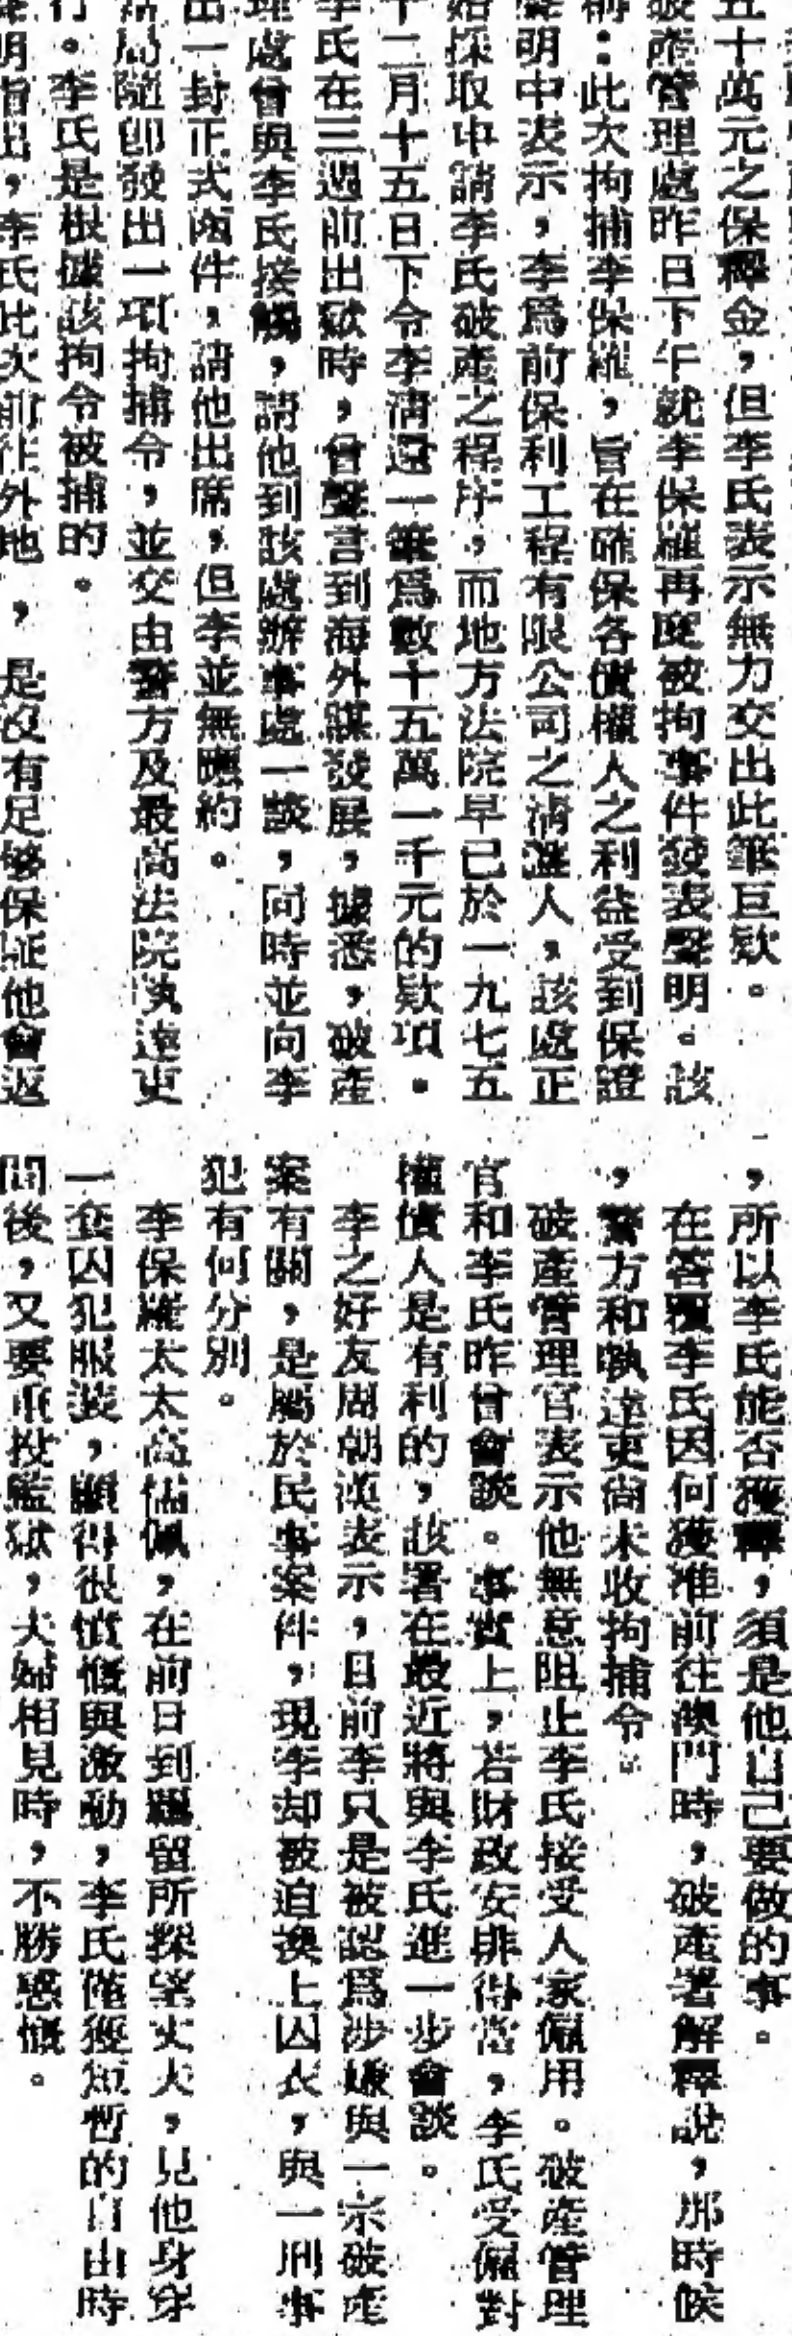 五十萬元之保釋金，但李氏表示無力交出此筆巨欵。
破產管理處昨日下午就李保羅再度被拘事件發表聲明。該
稱：此次拘捕李保羅，旨在確保各債權人之利益受到保證
聲明中表示，李爲前保利工程有限公司之清盤人，該處正
始採取申請李氏破產之程序，而地方法院早已於一九七五
十二月十五日下令李清還一筆爲數十五萬一千元的欵項。
李氏在三週前出獄時，曾聲言到海外謀發展，據悉，破產
理處曾與李氏接觸，請他到該處辦事處一談，同時並向李
出一封正式函件，請他出席，但李並無應約。
當局隨卽發出一項拘捕令，並交由警方及最高法院執達吏
行。李氏是根據該拘令被捕的。
聲明指出，李氏此次前往外地，是沒有足够保証他會返
，所以李氏能否獲釋，須是他自己要做的事。
在答覆李氏因何獲准前往澳門時，破產署解釋說，那時候
，警方和執達吏尚未收拘捕令。
破產管理官表示他無意阻止李氏接受人家僱用。破產管理
官和李氏昨曾會談。事實上，若財政安排得當，李氏受僱對
權債人是有利的，該署在最近將與李氏進一步會談。
李之好友周朝漢表示，日前李只是被認爲涉嫌與一宗破產
案有關，是屬於民事案件，現李却被迫換上囚衣，與一刑事
犯有何分別。
李保羅太太高懦佩，在前日到羈留所探望丈夫，見他身穿
一套囚犯服裝，顯得很憤慨與激動，李氏僅獲短暫的自由時
間後，又要重投監獄，夫婦相見時，不勝感慨。